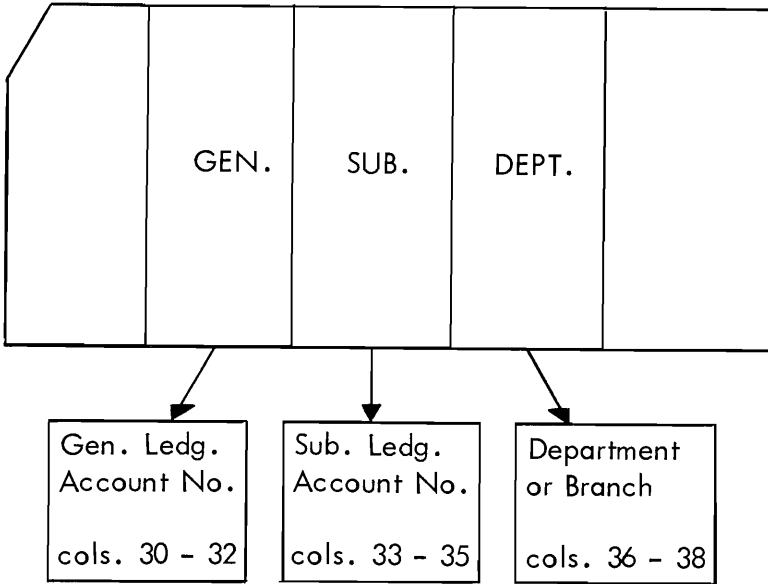 GEN. SUB. DEPT.
Gen. Ledg.
Account No.
cols. 30 - 32
Sub. Ledg.
Account No.
cols. 33 - 35
Department
or Branch
cols. 36 - 38